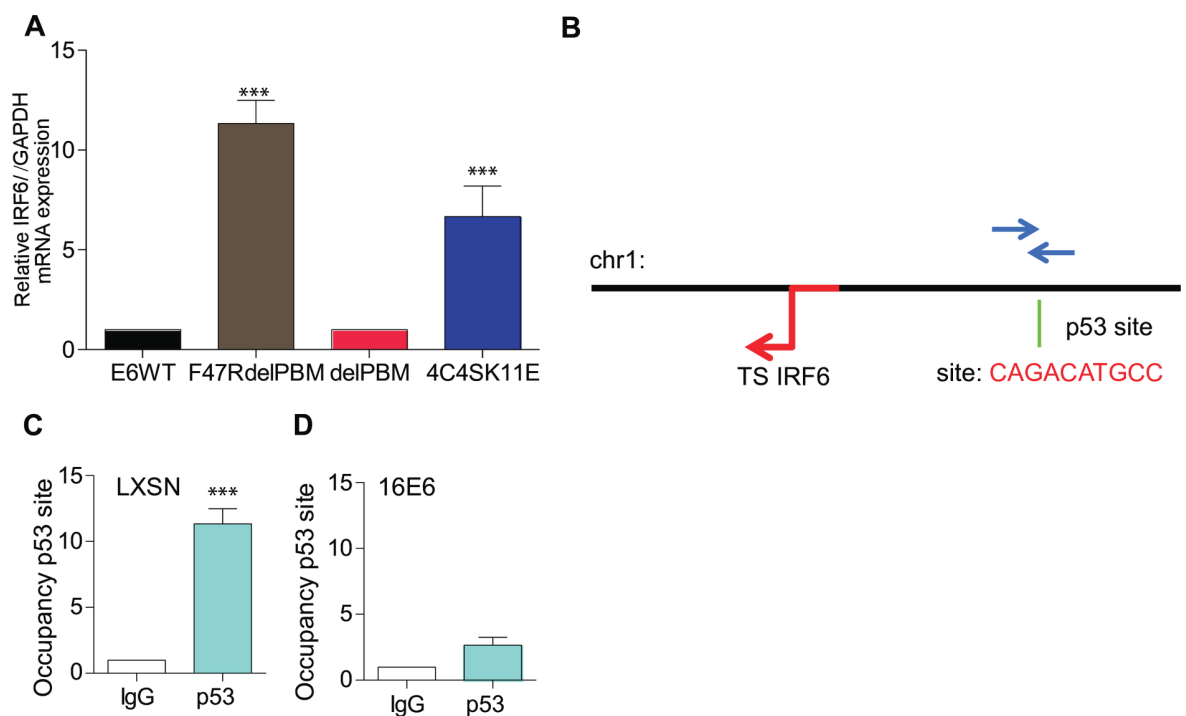 A
15
10
5
0
Relative IRF6//GAPDH
mRNA expression
***
***
E6WT F47RdelPBM delPBM 4C4SK11E
B
chr1:
p53 site
TS IRF6
site: CAGACATGCC
C
15
10
5
0
Occupancy p53 site
LXSN
***
IgG p53
D
15
10
5
0
Occupancy p53 site
16E6
IgG p53